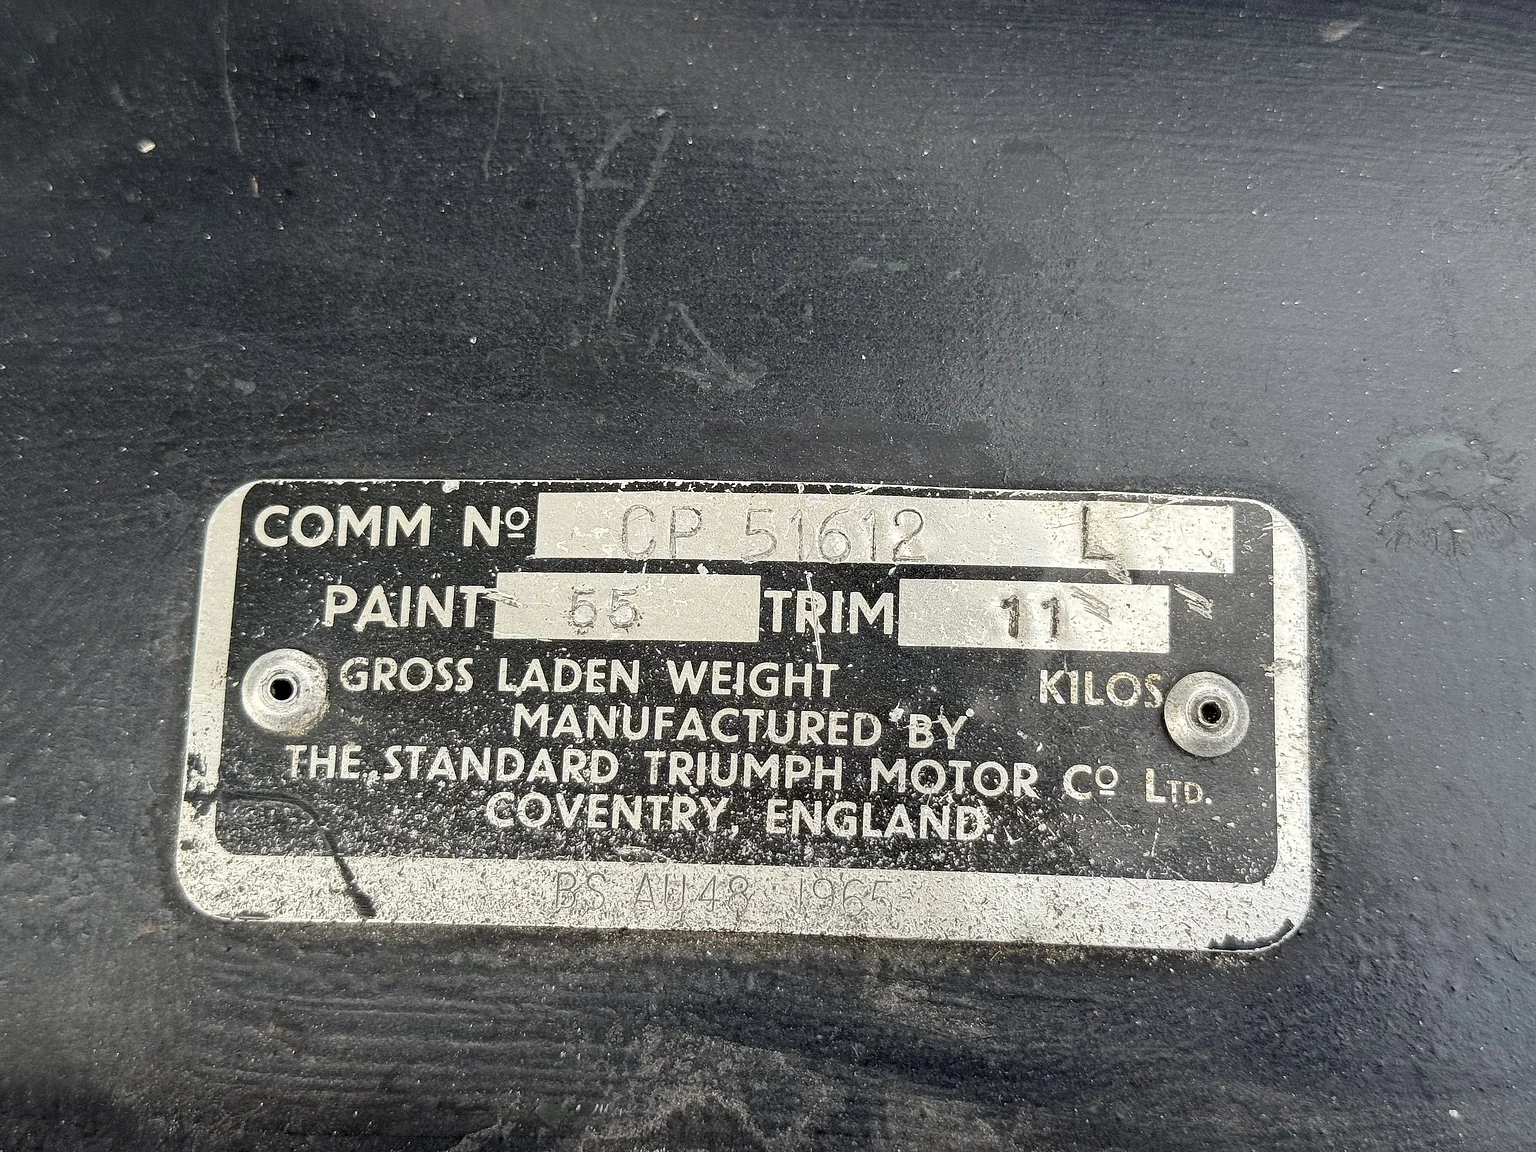 COMM Nº CP 51612 L
PAINT 55 TRIM 11
GROSS LADEN WEIGHT KILOS
MANUFACTURED BY
THE STANDARD TRIUMPH MOTOR Cº LTD.
COVENTRY, ENGLAND.
BS AU48 1965